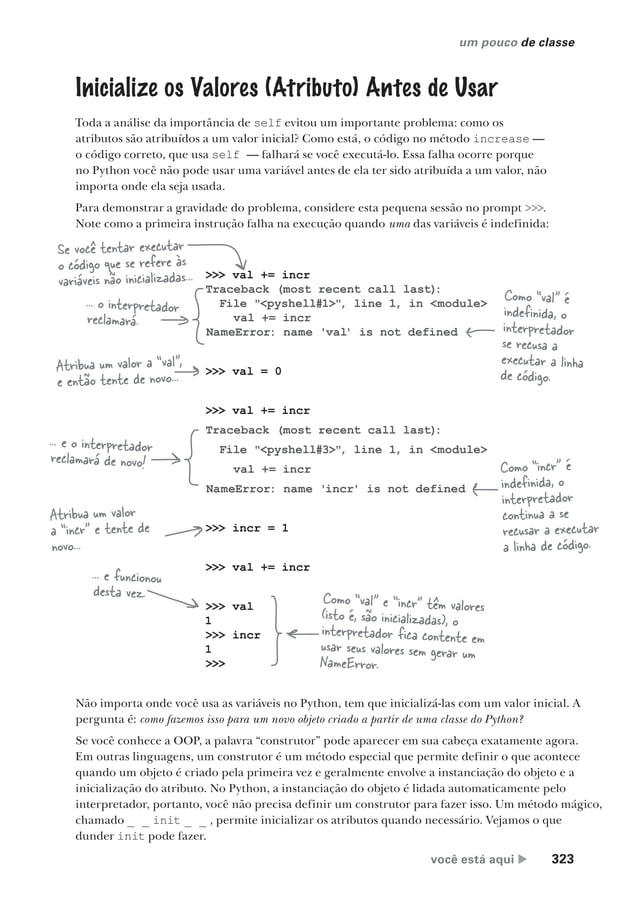 um pouco de classe
Inicialize os Valores (Atributo) Antes de Usar
Toda a análise da importância de self evitou um importante problema: como os
atributos são atribuídos a um valor inicial? Como está, o código no método increase —
o código correto, que usa self — falhará se você executá-lo. Essa falha ocorre porque
no Python você não pode usar uma variável antes de ela ter sido atribuída a um valor, não
importa onde ela seja usada.
Para demonstrar a gravidade do problema, considere esta pequena sessão no prompt >>>.
Note como a primeira instrução falha na execução quando uma das variáveis é indefinida:
Se você tentar executar
o código que se refere às
variáveis não inicializadas...
>>> val += incr
Traceback (most recent call last):
File "<pyshell#1>", line 1, in <module>
val += incr
NameError: name 'val' is not defined
... o interpretador
reclamará.
Como "val" é
indefinida, o
interpretador
se recusa a
executar a linha
de código.
Atribua um valor a "val",
e então tente de novo...
>>> val = 0
>>> val += incr
Traceback (most recent call last):
File "<pyshell#3>", line 1, in <module>
val += incr
NameError: name 'incr' is not defined
... e o interpretador
reclamará de novo!
Como "incr" é
indefinida, o
interpretador
continua a se
recusar a executar
a linha de código.
Atribua um valor
a "incr" e tente de
novo...
>>> incr = 1
>>> val += incr
... e funcionou
desta vez.
>>> val
1
>>> incr
1
>>>
Como "val" e "incr" têm valores
(isto é, são inicializadas), o
interpretador fica contente em
usar seus valores sem gerar um
NameError.
Não importa onde você usa as variáveis no Python, tem que inicializá-las com um valor inicial. A
pergunta é: como fazemos isso para um novo objeto criado a partir de uma classe do Python?
Se você conhece a OOP, a palavra “construtor” pode aparecer em sua cabeça exatamente agora.
Em outras linguagens, um construtor é um método especial que permite definir o que acontece
quando um objeto é criado pela primeira vez e geralmente envolve a instanciação do objeto e a
inicialização do atributo. No Python, a instanciação do objeto é lidada automaticamente pelo
interpretador, portanto, você não precisa definir um construtor para fazer isso. Um método mágico,
chamado _ _ init _ _ , permite inicializar os atributos quando necessário. Vejamos o que
dunder init pode fazer.
você está aqui ▶ 323